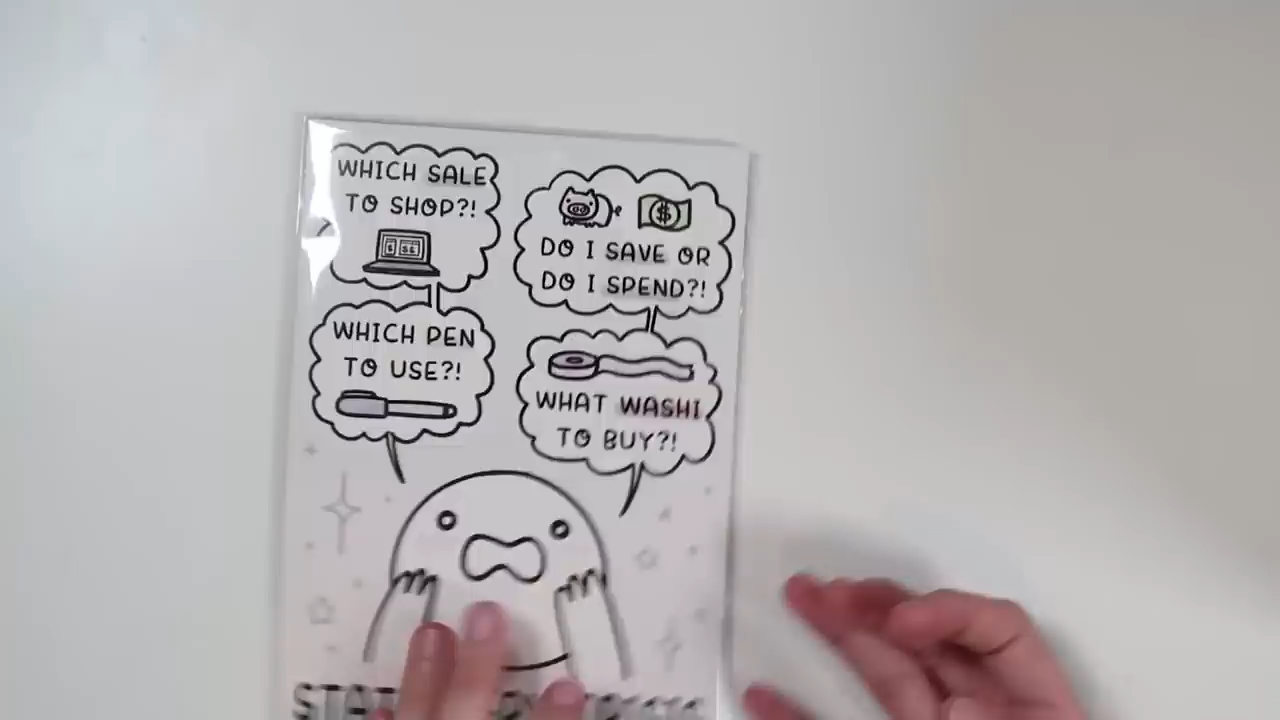 WHICH SALE
TO SHOP?!
$ $$
DO I SAVE OR
DO I SPEND?!
WHICH PEN
TO USE?!
WHAT WASHI
TO BUY?!